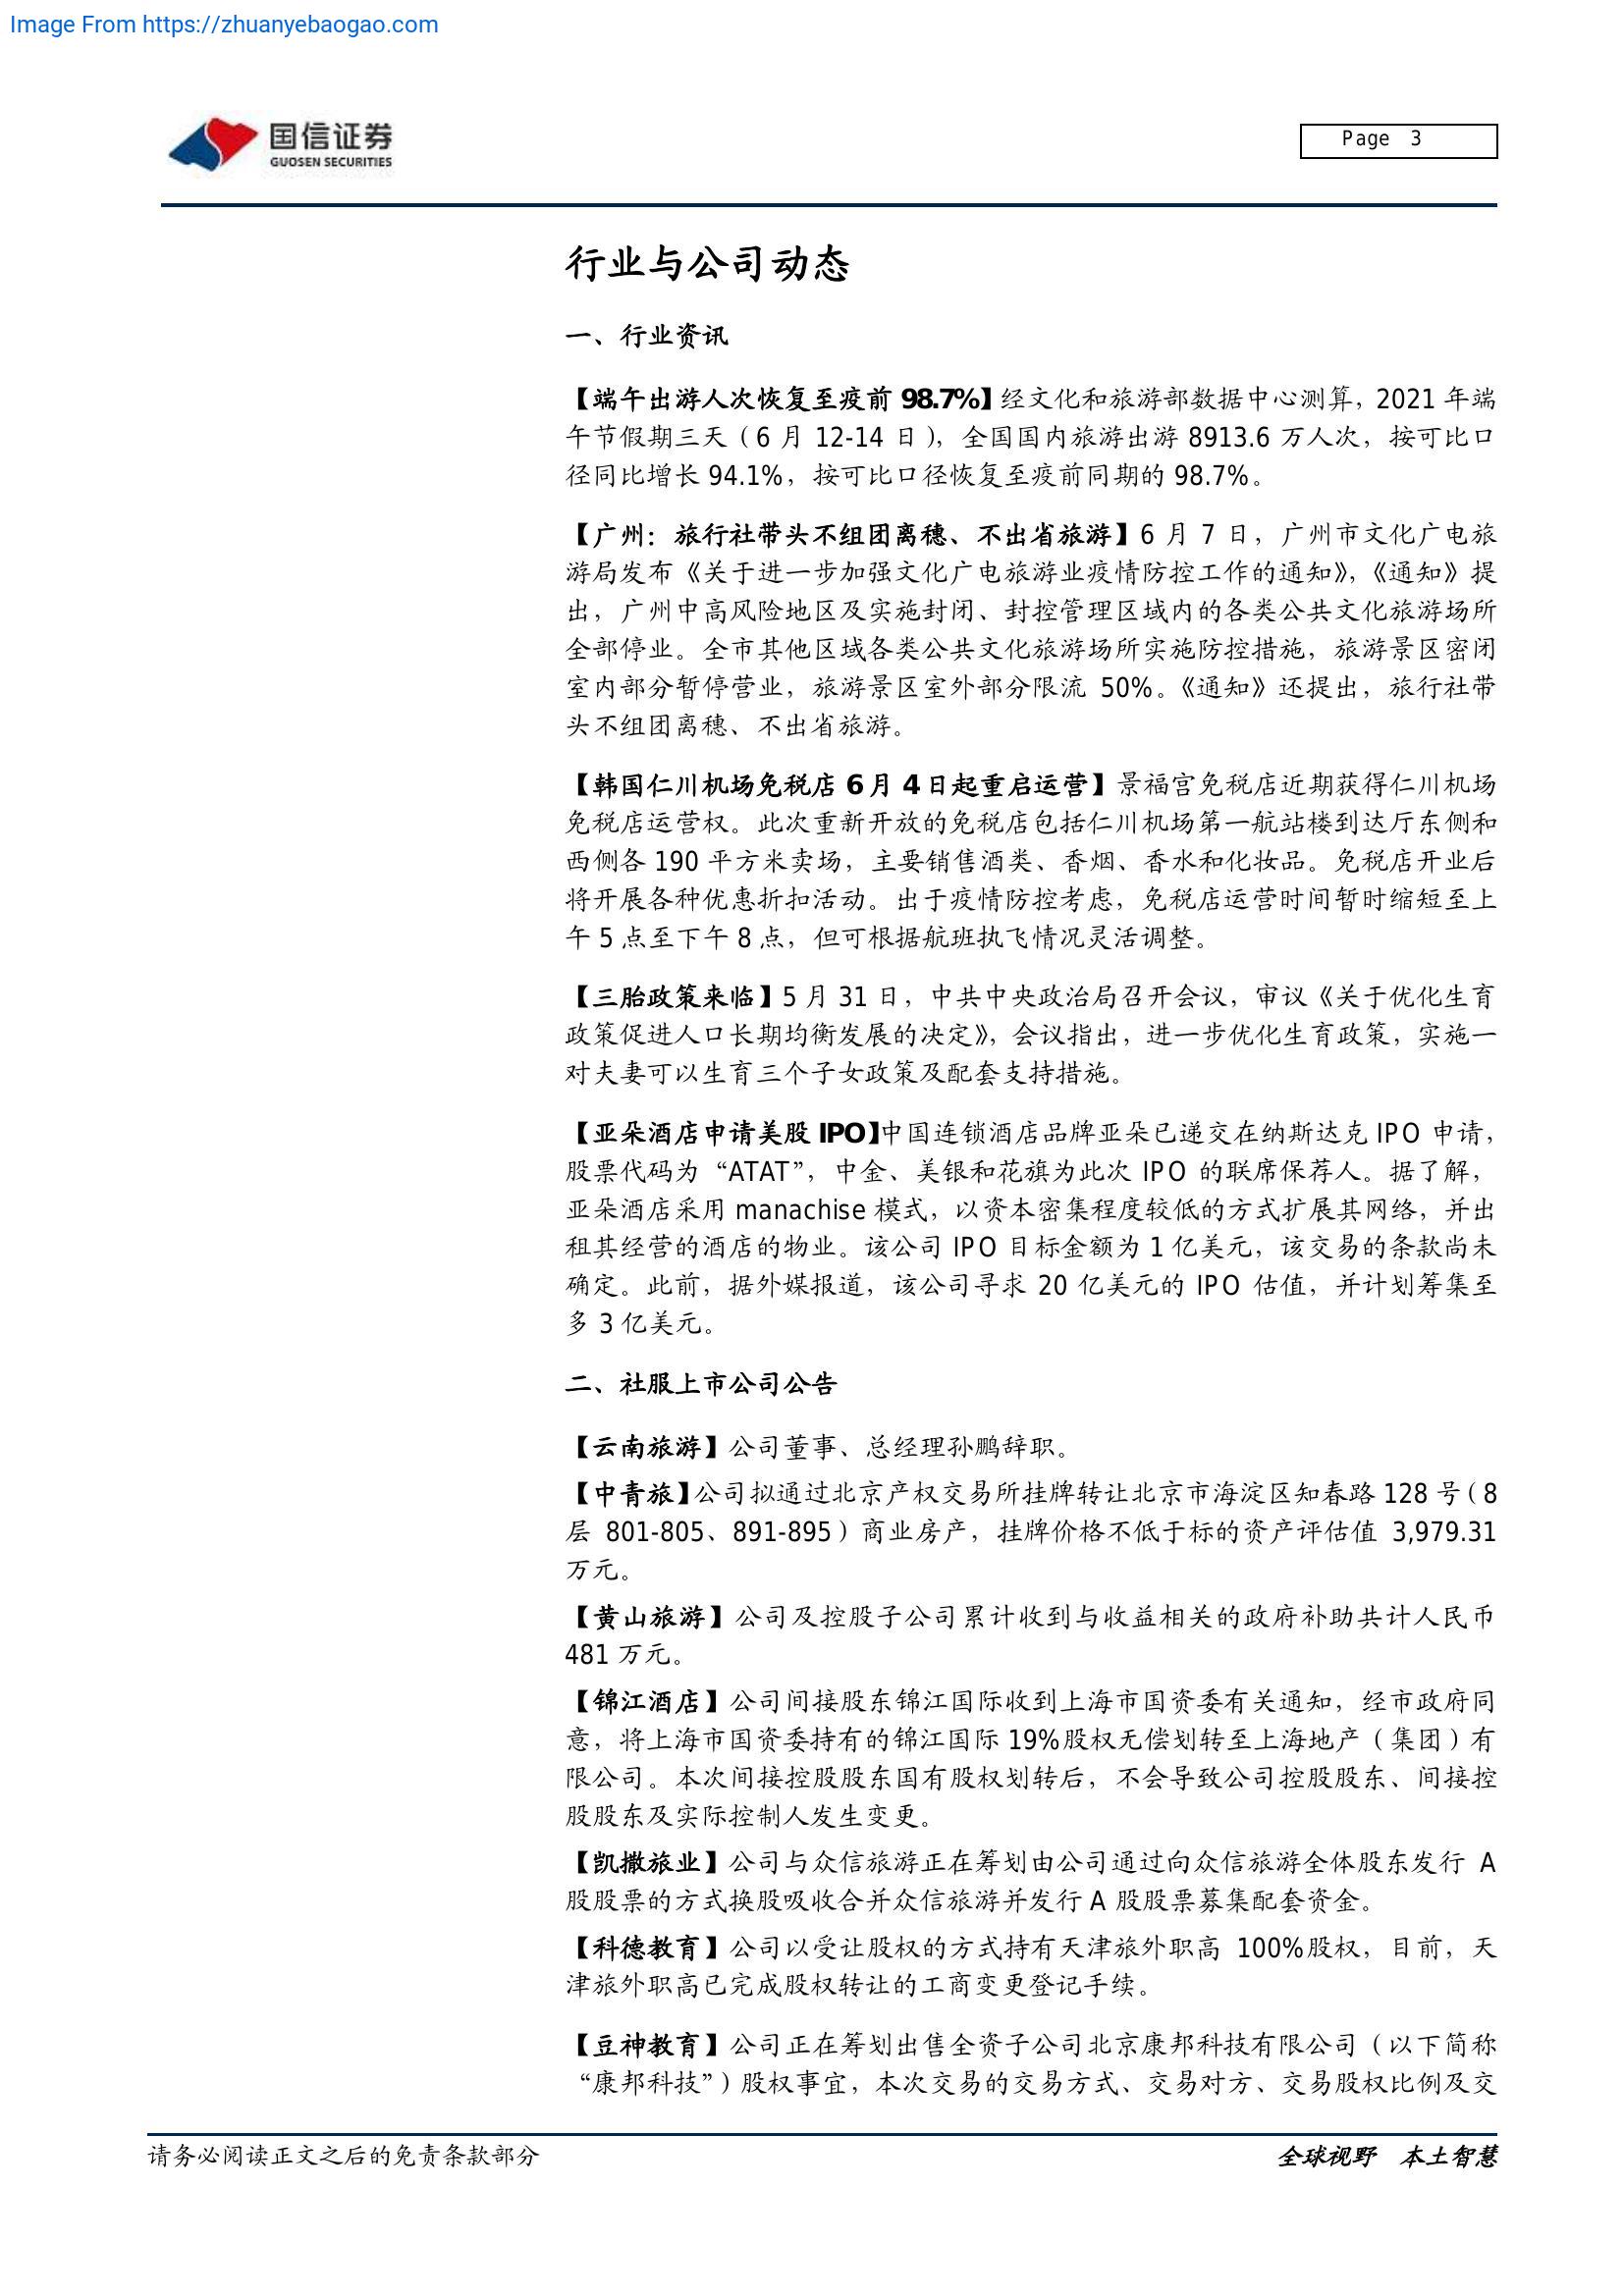 Image From https://zhuanyebaogao.com
国信证券
GUOSEN SECURITIES
Page 3
行业与公司动态
一、行业资讯
【端午出游人次恢复至疫前 98.7%】经文化和旅游部数据中心测算，2021 年端
午节假期三天（6 月 12-14 日），全国国内旅游出游 8913.6 万人次，按可比口
径同比增长 94.1%，按可比口径恢复至疫前同期的 98.7%。
【广州：旅行社带头不组团离穗、不出省旅游】6 月 7 日，广州市文化广电旅
游局发布《关于进一步加强文化广电旅游业疫情防控工作的通知》，《通知》提
出，广州中高风险地区及实施封闭、封控管理区域内的各类公共文化旅游场所
全部停业。全市其他区域各类公共文化旅游场所实施防控措施，旅游景区密闭
室内部分暂停营业，旅游景区室外部分限流 50%。《通知》还提出，旅行社带
头不组团离穗、不出省旅游。
【韩国仁川机场免税店 6 月 4 日起重启运营】景福宫免税店近期获得仁川机场
免税店运营权。此次重新开放的免税店包括仁川机场第一航站楼到达厅东侧和
西侧各 190 平方米卖场，主要销售酒类、香烟、香水和化妆品。免税店开业后
将开展各种优惠折扣活动。出于疫情防控考虑，免税店运营时间暂时缩短至上
午 5 点至下午 8 点，但可根据航班执飞情况灵活调整。
【三胎政策来临】5 月 31 日，中共中央政治局召开会议，审议《关于优化生育
政策促进人口长期均衡发展的决定》，会议指出，进一步优化生育政策，实施一
对夫妻可以生育三个子女政策及配套支持措施。
【亚朵酒店申请美股 IPO】中国连锁酒店品牌亚朵已递交在纳斯达克 IPO 申请，
股票代码为“ATAT”，中金、美银和花旗为此次 IPO 的联席保荐人。据了解，
亚朵酒店采用 manachise 模式，以资本密集程度较低的方式扩展其网络，并出
租其经营的酒店的物业。该公司 IPO 目标金额为 1 亿美元，该交易的条款尚未
确定。此前，据外媒报道，该公司寻求 20 亿美元的 IPO 估值，并计划筹集至
多 3 亿美元。
二、社服上市公司公告
【云南旅游】公司董事、总经理孙鹏辞职。
【中青旅】公司拟通过北京产权交易所挂牌转让北京市海淀区知春路 128 号（8
层 801-805、891-895）商业房产，挂牌价格不低于标的资产评估值 3,979.31
万元。
【黄山旅游】公司及控股子公司累计收到与收益相关的政府补助共计人民币
481 万元。
【锦江酒店】公司间接股东锦江国际收到上海市国资委有关通知，经市政府同
意，将上海市国资委持有的锦江国际 19%股权无偿划转至上海地产（集团）有
限公司。本次间接控股股东国有股权划转后，不会导致公司控股股东、间接控
股股东及实际控制人发生变更。
【凯撒旅业】公司与众信旅游正在筹划由公司通过向众信旅游全体股东发行 A
股股票的方式换股吸收合并众信旅游并发行 A 股股票募集配套资金。
【科德教育】公司以受让股权的方式持有天津旅外职高 100%股权，目前，天
津旅外职高已完成股权转让的工商变更登记手续。
【豆神教育】公司正在筹划出售全资子公司北京康邦科技有限公司（以下简称
“康邦科技”）股权事宜，本次交易的交易方式、交易对方、交易股权比例及交
请务必阅读正文之后的免责条款部分
全球视野 本土智慧